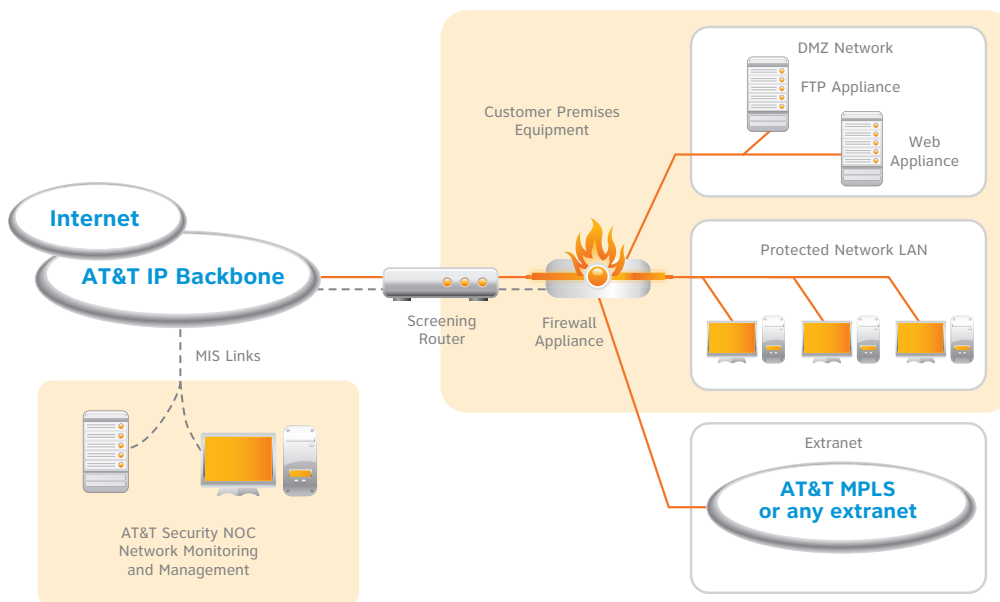 DMZ Network
FTP Appliance
Web
Appliance
Customer Premises
Equipment
Internet
AT&T IP Backbone
Protected Network LAN
Screening
Router
Firewall
Appliance
MIS Links
AT&T Security NOC
Network Monitoring
and Management
Extranet
AT&T MPLS
or any extranet